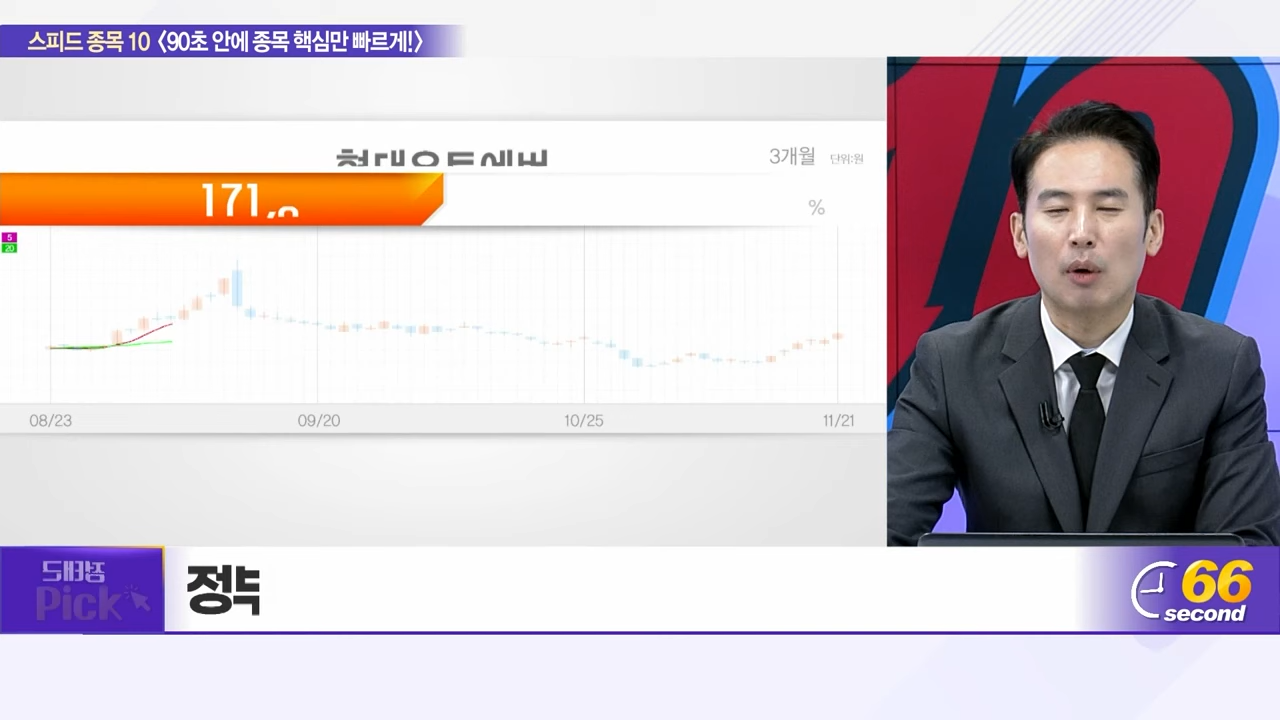 스피드 종목 10 〈90초 안에 종목 핵심만 빠르게!〉
3개월 단위:원
171
%
5
20
08/23 09/20 10/25 11/21
Pick
66
second